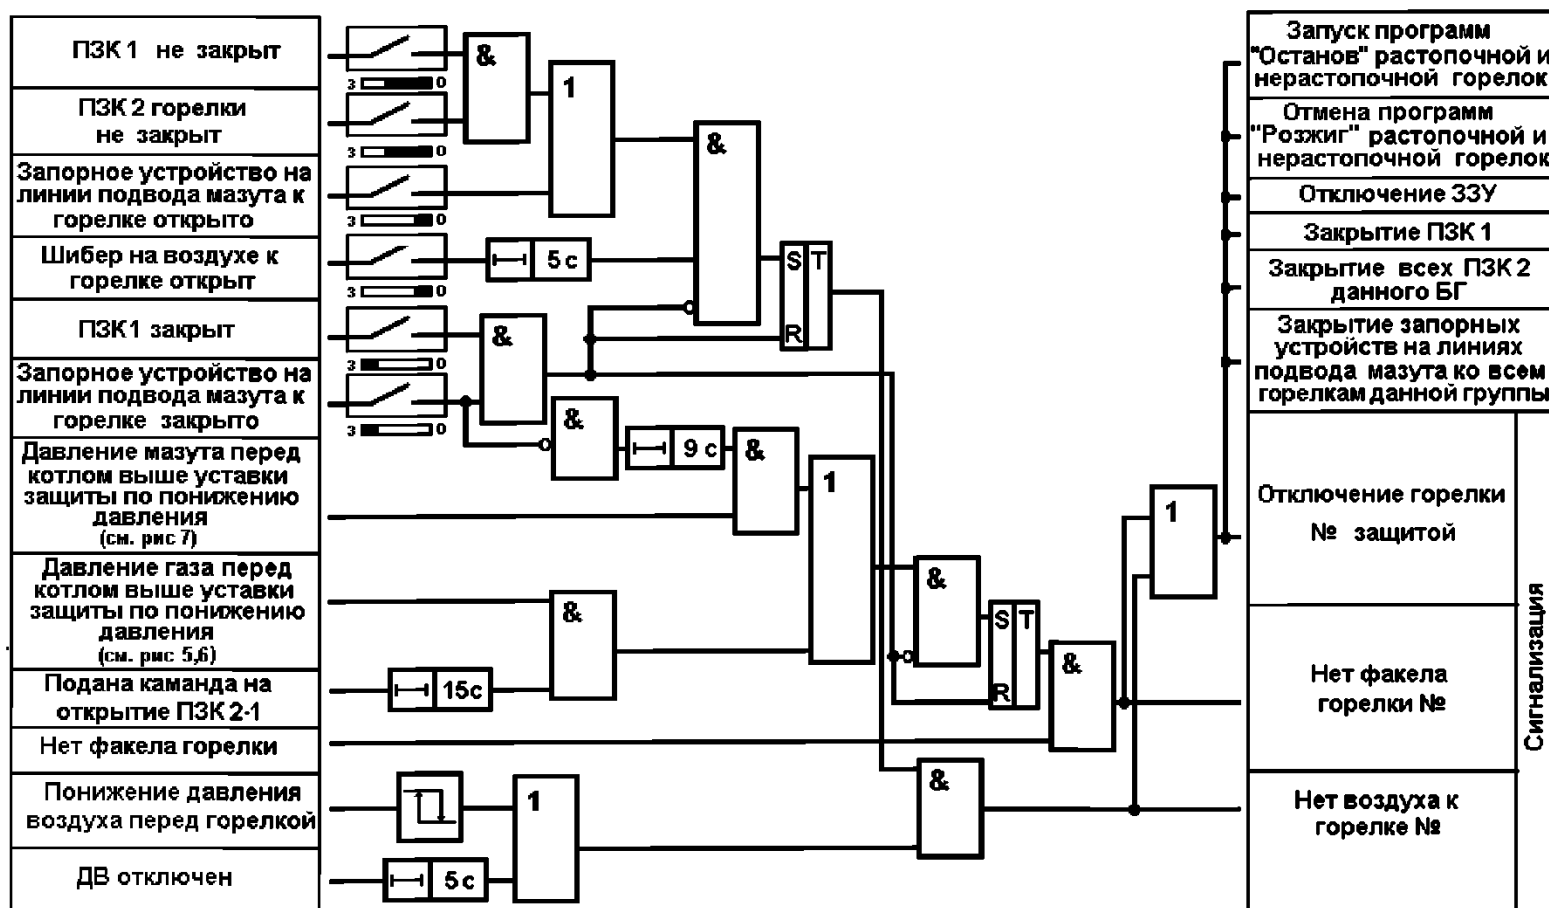 ПЗК 1 не закрыт
ПЗК 2 горелки
не закрыт
Запорное устройство на
линии подвода мазута к
горелке открыто
Шибер на воздухе к
горелке открыт
ПЗК1 закрыт
Запорное устройство на
линии подвода мазута к
горелке закрыто
Давление мазута перед
котлом выше уставки
защиты по понижению
давления
(см. рис 7)
Давление газа перед
котлом выше уставки
защиты по понижению
давления
(см. рис 5,6)
Подана каманда на
открытие ПЗК 2-1
Нет факела горелки
Понижение давления
воздуха перед горелкой
ДВ отключен
З О
З О
З О
З О
З О
З О
&
1
&
5 с
S T
R
&
&
9 с
&
1
&
15с
&
S T
R
&
1
&
1
5 с
Запуск программ
"Останов" растопочной и
нерастопочной горелок
Отмена программ
"Розжиг" растопочной и
нерастопочной горелок
Отключение ЗЗУ
Закрытие ПЗК 1
Закрытие всех ПЗК 2
данного БГ
Закрытие запорных
устройств на линиях
подвода мазута ко всем
горелкам данной группы
Отключение горелки
№ защитой
Нет факела
горелки №
Нет воздуха к
горелке №
Сигнализация